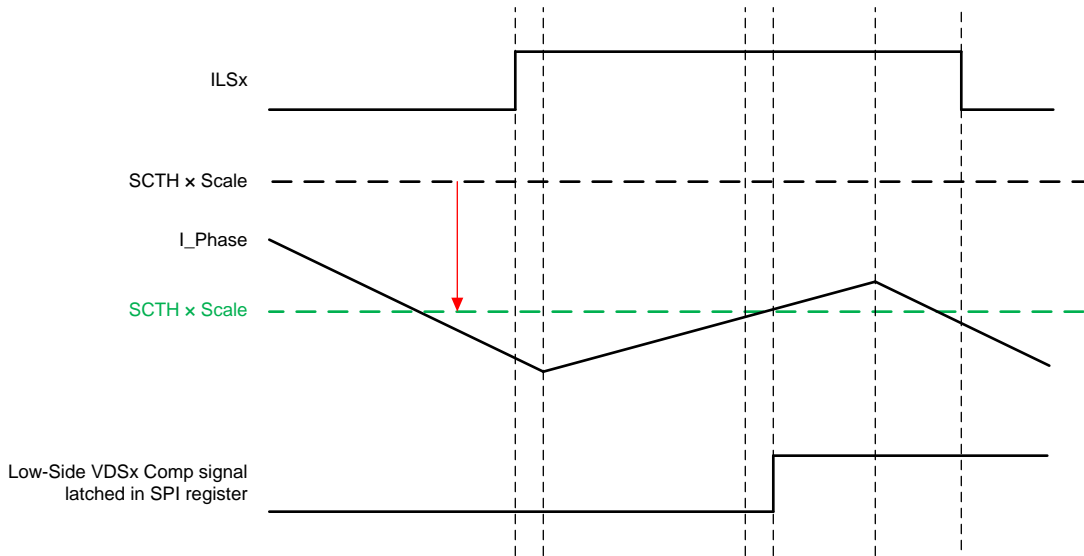 ILSx
SCTH × Scale
I_Phase
SCTH × Scale
Low-Side VDSx Comp signal
latched in SPI register